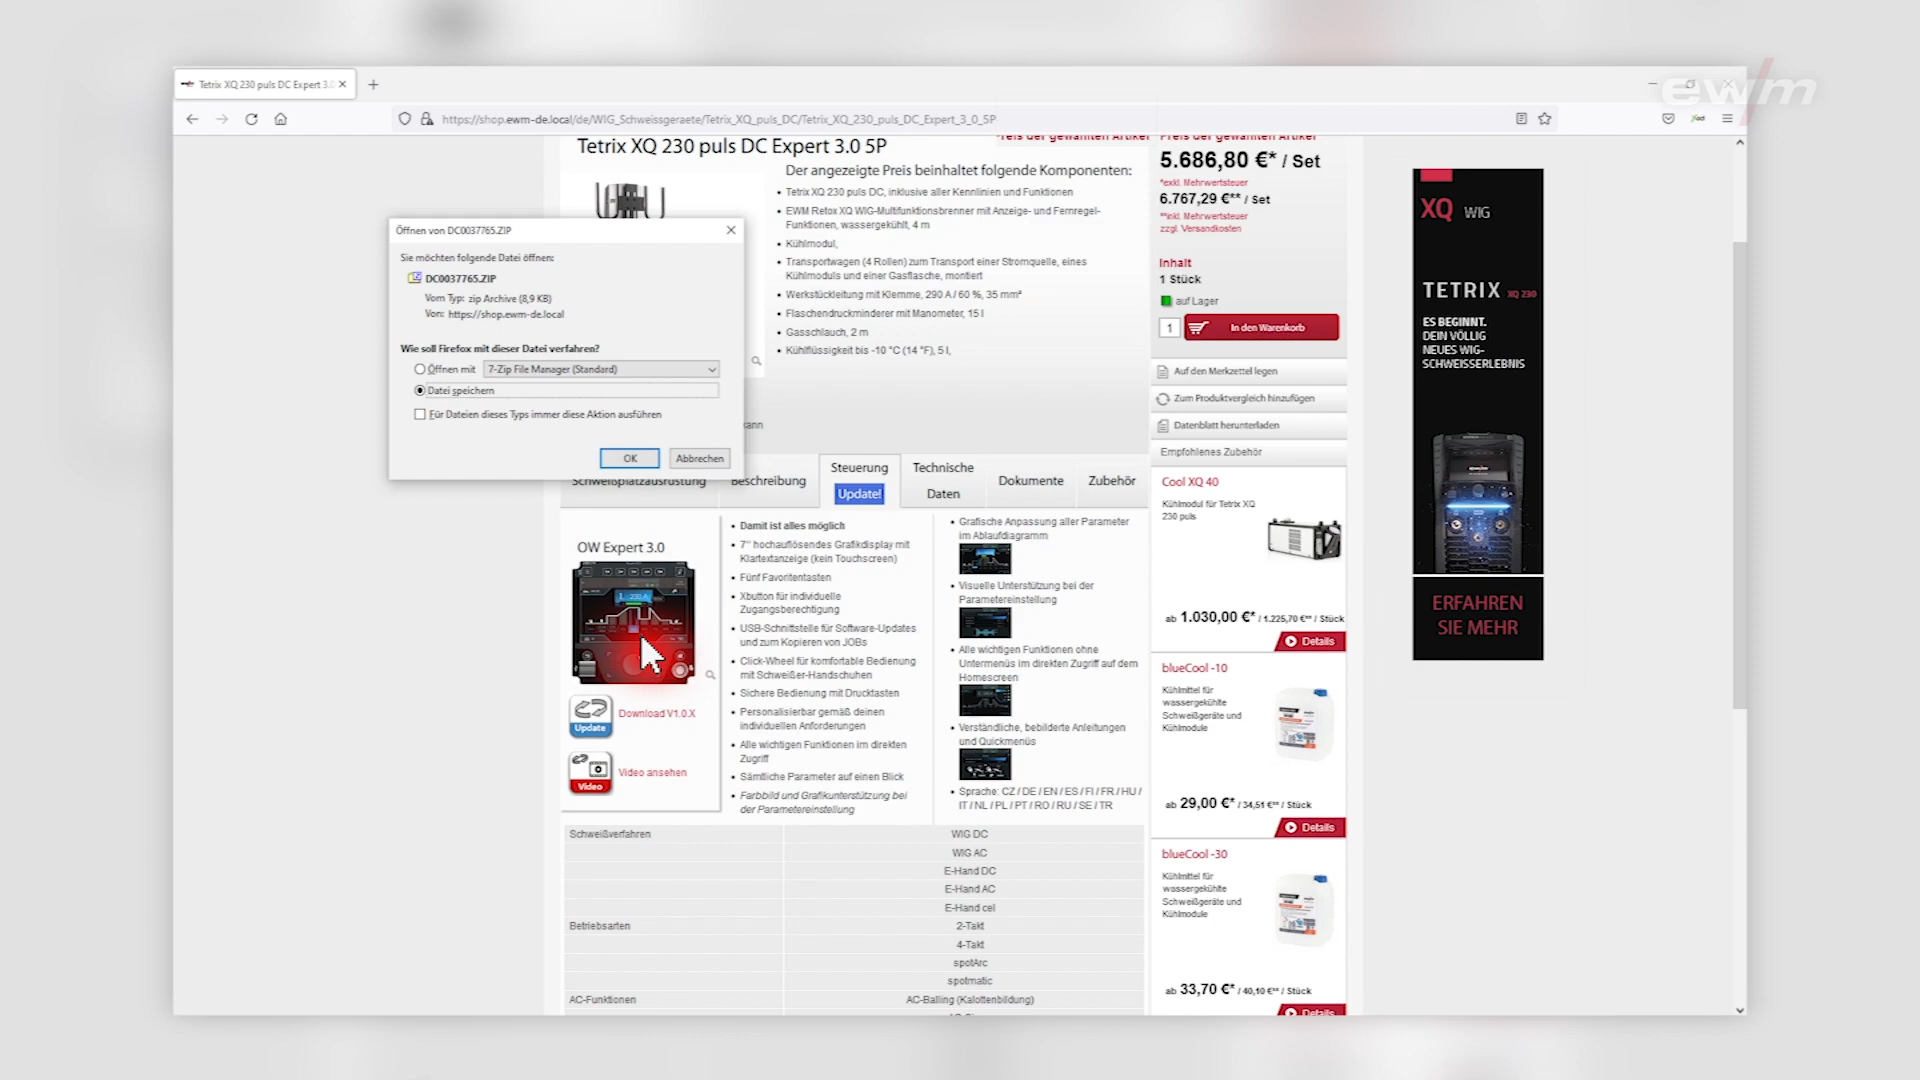 ewm
Tetrix XQ 230 puls DC Expert 3.0
https://shop.ewm-de.local/de/WIG_Schweissgeraete/Tetrix_XQ_puls_DC/Tetrix_XQ_230_puls_DC_Expert_3_0_5P
Tetrix XQ 230 puls DC Expert 3.0 5P
Der angezeigte Preis beinhaltet folgende Komponenten:
Tetrix XQ 230 puls DC, inklusive aller Kennlinien und Funktionen
EWM Retox XQ WIG-Multifunktionsbrenner mit Anzeige- und Fernregel-
Funktionen, wassergekühlt, 4 m
Kühlmodul,
Transportwagen (4 Rollen) zum Transport einer Stromquelle, eines
Kühlmoduls und einer Gasflasche, montiert
Werkstückleitung mit Klemme, 290 A / 60 %, 35 mm²
Flaschendruckminderer mit Manometer, 15 l
Gasschlauch, 2 m
Kühlflüssigkeit bis -10 °C (14 °F), 5 l,
Öffnen von DC0037765.ZIP
Sie möchten folgende Datei öffnen:
DC0037765.ZIP
Vom Typ: zip Archive (8,9 KB)
Von: https://shop.ewm-de.local
Wie soll Firefox mit dieser Datei verfahren?
Öffnen mit 7-Zip File Manager (Standard)
Datei speichern
Für Dateien dieses Typs immer diese Aktion ausführen
OK Abbrechen
kann
Schweißplatzausrüstung
Beschreibung
Steuerung
Update!
Technische
Daten
Dokumente
Zubehör
OW Expert 3.0
Update
Download V1.0.X
Video
Video ansehen
Damit ist alles möglich
7" hochauflösendes Grafikdisplay mit
Klartextanzeige (kein Touchscreen)
Fünf Favoritentasten
Xbutton für individuelle
Zugangsberechtigung
USB-Schnittstelle für Software-Updates
und zum Kopieren von JOBs
Click-Wheel für komfortable Bedienung
mit Schweißer-Handschuhen
Sichere Bedienung mit Drucktasten
Personalisierbar gemäß deinen
individuellen Anforderungen
Alle wichtigen Funktionen im direkten
Zugriff
Sämtliche Parameter auf einen Blick
Farbbild und Grafikunterstützung bei
der Parametereinstellung
Grafische Anpassung aller Parameter
im Ablaufdiagramm
Visuelle Unterstützung bei der
Parametereinstellung
Alle wichtigen Funktionen ohne
Untermenüs im direkten Zugriff auf dem
Homescreen
Verständliche, bebilderte Anleitungen
und Quickmenüs
Sprache: CZ / DE / EN / ES / FI / FR / HU /
IT / NL / PL / PT / RO / RU / SE / TR
Schweißverfahren WIG DC
WIG AC
E-Hand DC
E-Hand AC
E-Hand cel
Betriebsarten 2-Takt
4-Takt
spotArc
spotmatic
AC-Funktionen AC-Balling (Kalottenbildung)
Preis der gewählten Artikel
5.686,80 €* / Set
*exkl. Mehrwertsteuer
6.767,29 €** / Set
**inkl. Mehrwertsteuer
zzgl. Versandkosten
Inhalt
1 Stück
auf Lager
1 In den Warenkorb
Auf den Merkzettel legen
Zum Produktvergleich hinzufügen
Datenblatt herunterladen
Empfohlenes Zubehör
Cool XQ 40
Kühlmodul für Tetrix XQ
230 puls
ab 1.030,00 €* / 1.225,70 €** / Stück
Details
blueCool -10
Kühlmittel für
wassergekühlte
Schweißgeräte und
Kühlmodule
ab 29,00 €* / 34,51 €** / Stück
Details
blueCool -30
Kühlmittel für
wassergekühlte
Schweißgeräte und
Kühlmodule
ab 33,70 €* / 40,10 €** / Stück
Details
XQ WIG
TETRIX XQ 230
ES BEGINNT.
DEIN VÖLLIG
NEUES WIG-
SCHWEISSERLEBNIS
ERFAHREN
SIE MEHR